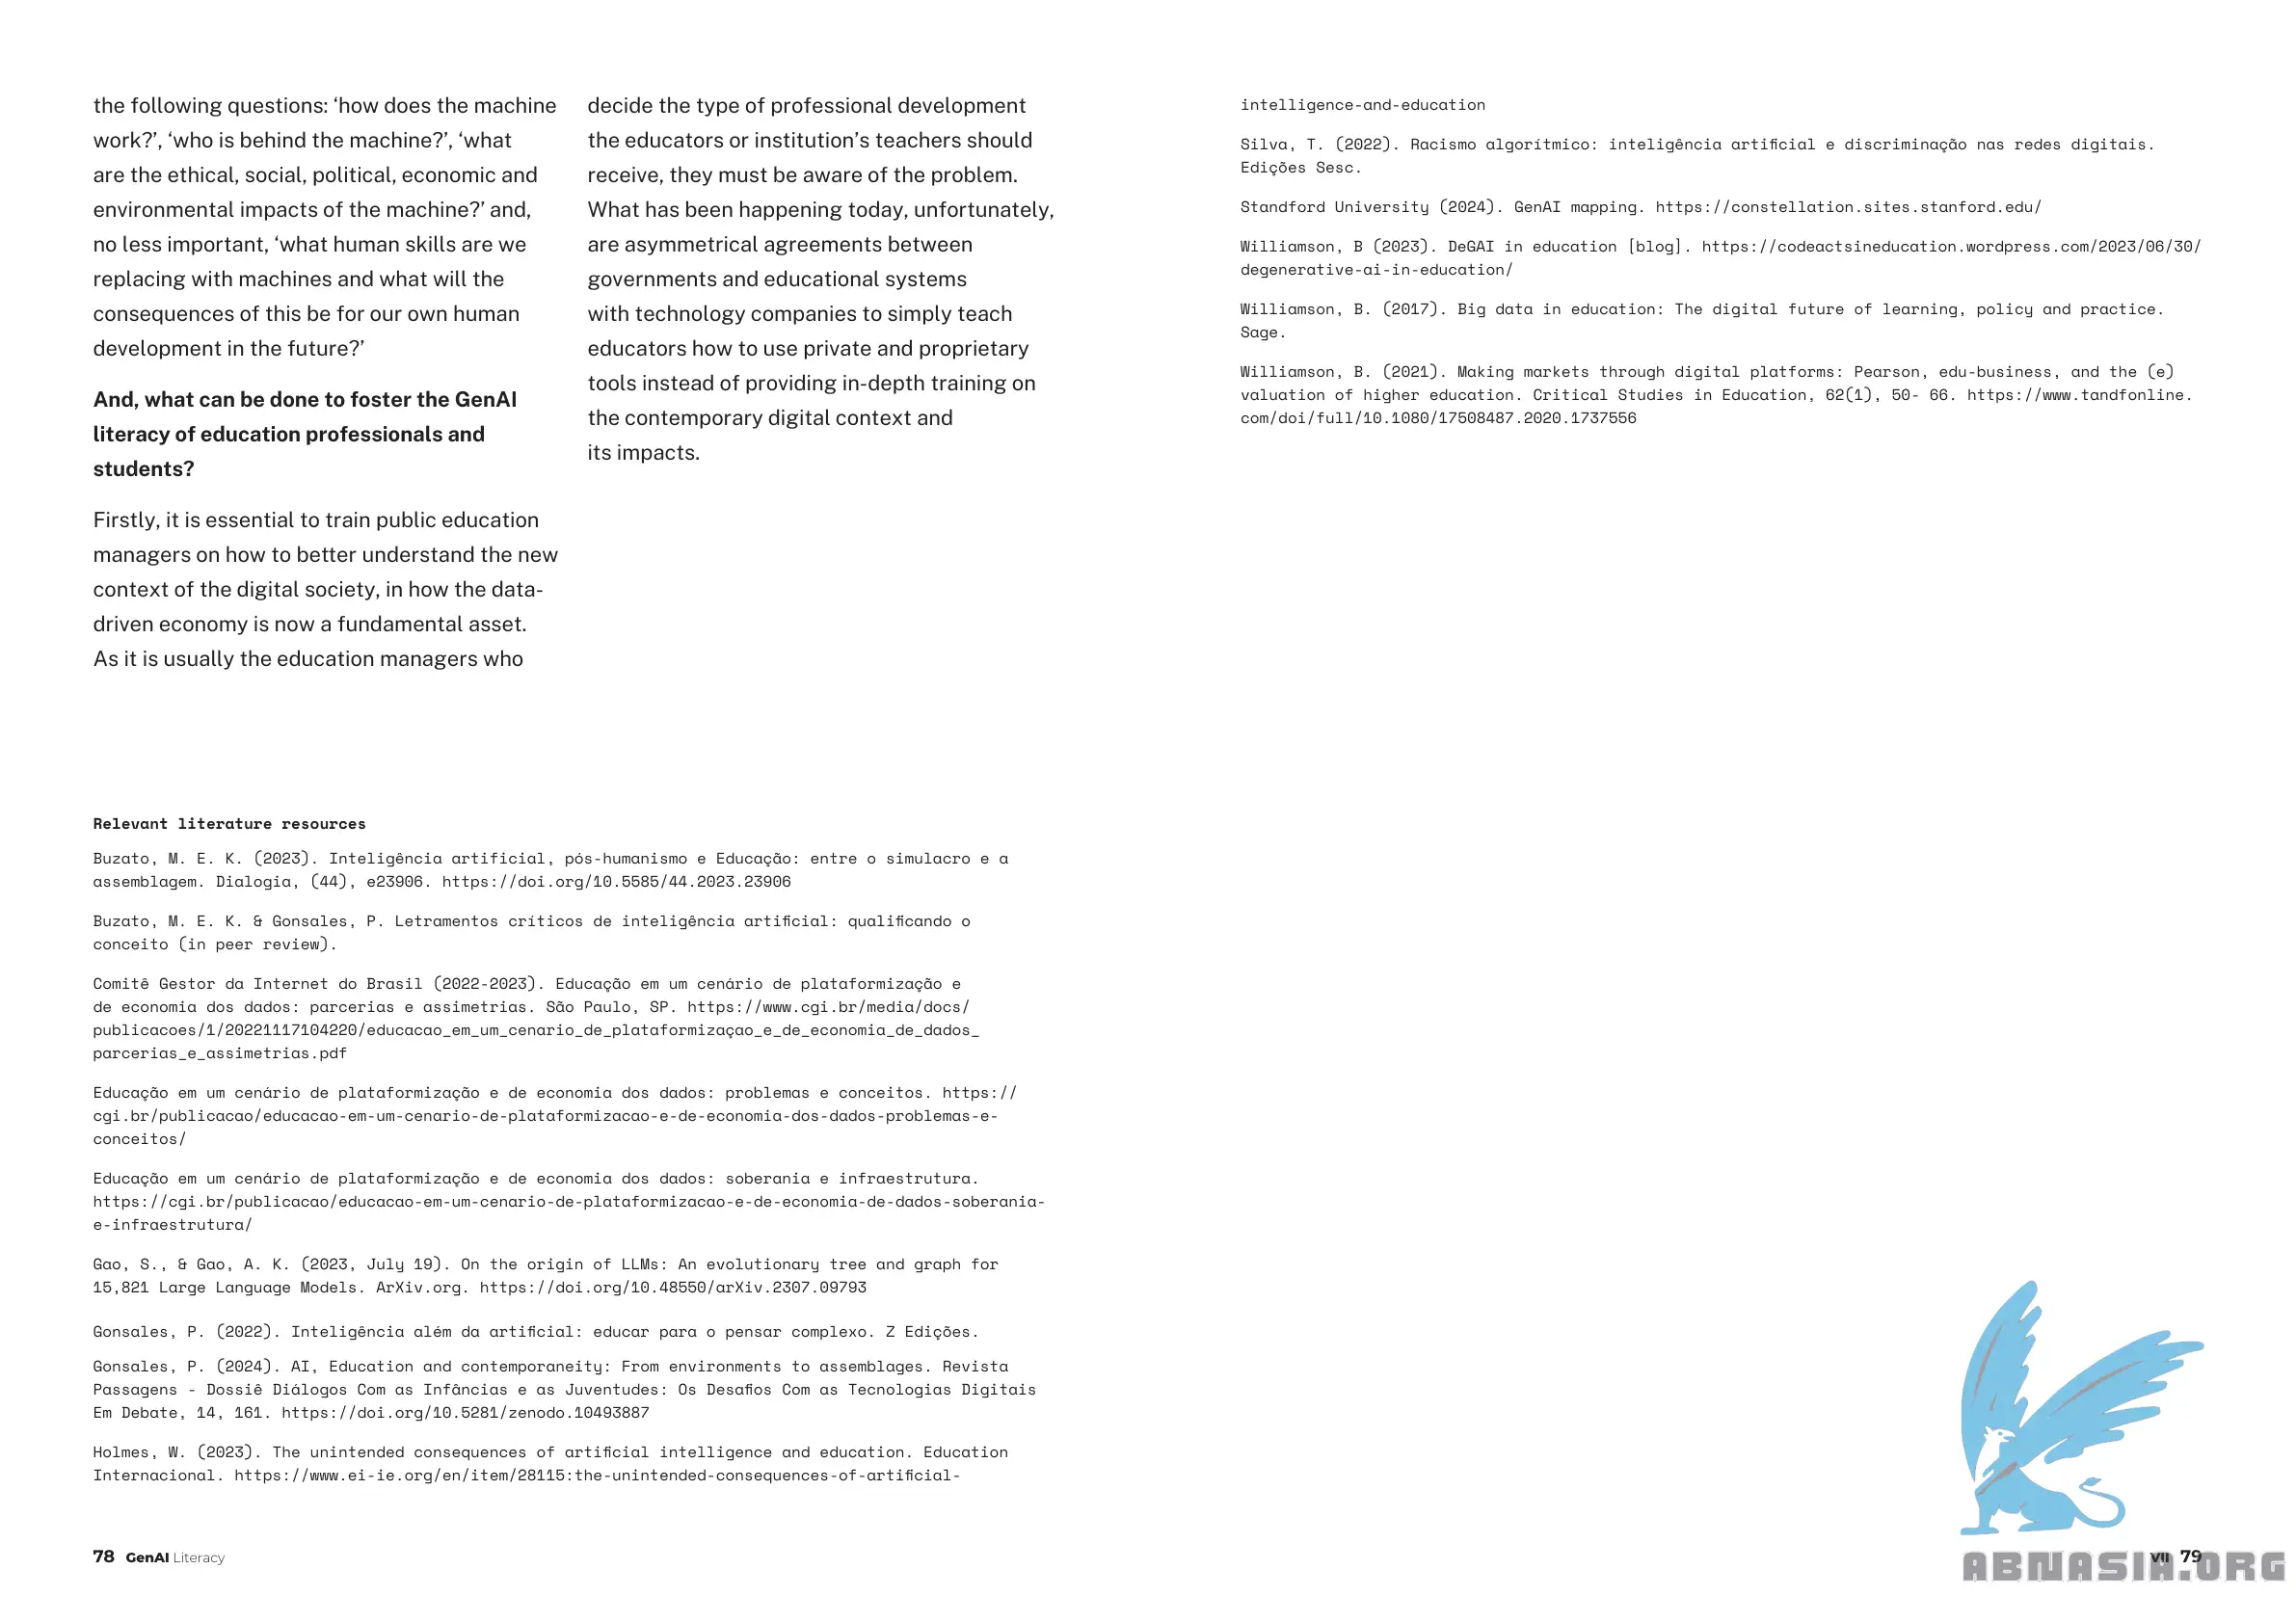 the following questions: ‘how does the machine
work?’, ‘who is behind the machine?’, ‘what
are the ethical, social, political, economic and
environmental impacts of the machine?’ and,
no less important, ‘what human skills are we
replacing with machines and what will the
consequences of this be for our own human
development in the future?’
And, what can be done to foster the GenAI
literacy of education professionals and
students?
Firstly, it is essential to train public education
managers on how to better understand the new
context of the digital society, in how the data-
driven economy is now a fundamental asset.
As it is usually the education managers who
decide the type of professional development
the educators or institution’s teachers should
receive, they must be aware of the problem.
What has been happening today, unfortunately,
are asymmetrical agreements between
governments and educational systems
with technology companies to simply teach
educators how to use private and proprietary
tools instead of providing in-depth training on
the contemporary digital context and
its impacts.
Relevant literature resources
Buzato, M. E. K. (2023). Inteligência artificial, pós-humanismo e Educação: entre o simulacro e a
assemblagem. Dialogia, (44), e23906. https://doi.org/10.5585/44.2023.23906
Buzato, M. E. K. & Gonsales, P. Letramentos críticos de inteligência artificial: qualificando o
conceito (in peer review).
Comitê Gestor da Internet do Brasil (2022-2023). Educação em um cenário de plataformização e
de economia dos dados: parcerias e assimetrias. São Paulo, SP. https://www.cgi.br/media/docs/
publicacoes/1/20221117104220/educacao_em_um_cenario_de_plataformizaçao_e_de_economia_de_dados_
parcerias_e_assimetrias.pdf
Educação em um cenário de plataformização e de economia dos dados: problemas e conceitos. https://
cgi.br/publicacao/educacao-em-um-cenario-de-plataformizacao-e-de-economia-dos-dados-problemas-e-
conceitos/
Educação em um cenário de plataformização e de economia dos dados: soberania e infraestrutura.
https://cgi.br/publicacao/educacao-em-um-cenario-de-plataformizacao-e-de-economia-de-dados-soberania-
e-infraestrutura/
Gao, S., & Gao, A. K. (2023, July 19). On the origin of LLMs: An evolutionary tree and graph for
15,821 Large Language Models. ArXiv.org. https://doi.org/10.48550/arXiv.2307.09793
Gonsales, P. (2022). Inteligência além da artificial: educar para o pensar complexo. Z Edições.
Gonsales, P. (2024). AI, Education and contemporaneity: From environments to assemblages. Revista
Passagens - Dossiê Diálogos Com as Infâncias e as Juventudes: Os Desafios Com as Tecnologias Digitais
Em Debate, 14, 161. https://doi.org/10.5281/zenodo.10493887
Holmes, W. (2023). The unintended consequences of artificial intelligence and education. Education
Internacional. https://www.ei-ie.org/en/item/28115:the-unintended-consequences-of-artificial-
78 GenAI Literacy
intelligence-and-education
Silva, T. (2022). Racismo algorítmico: inteligência artificial e discriminação nas redes digitais.
Edições Sesc.
Standford University (2024). GenAI mapping. https://constellation.sites.stanford.edu/
Williamson, B (2023). DeGAI in education [blog]. https://codeactsineducation.wordpress.com/2023/06/30/
degenerative-ai-in-education/
Williamson, B. (2017). Big data in education: The digital future of learning, policy and practice.
Sage.
Williamson, B. (2021). Making markets through digital platforms: Pearson, edu-business, and the (e)
valuation of higher education. Critical Studies in Education, 62(1), 50- 66. https://www.tandfonline.
com/doi/full/10.1080/17508487.2020.1737556
VII 79
ABNASIA.ORG